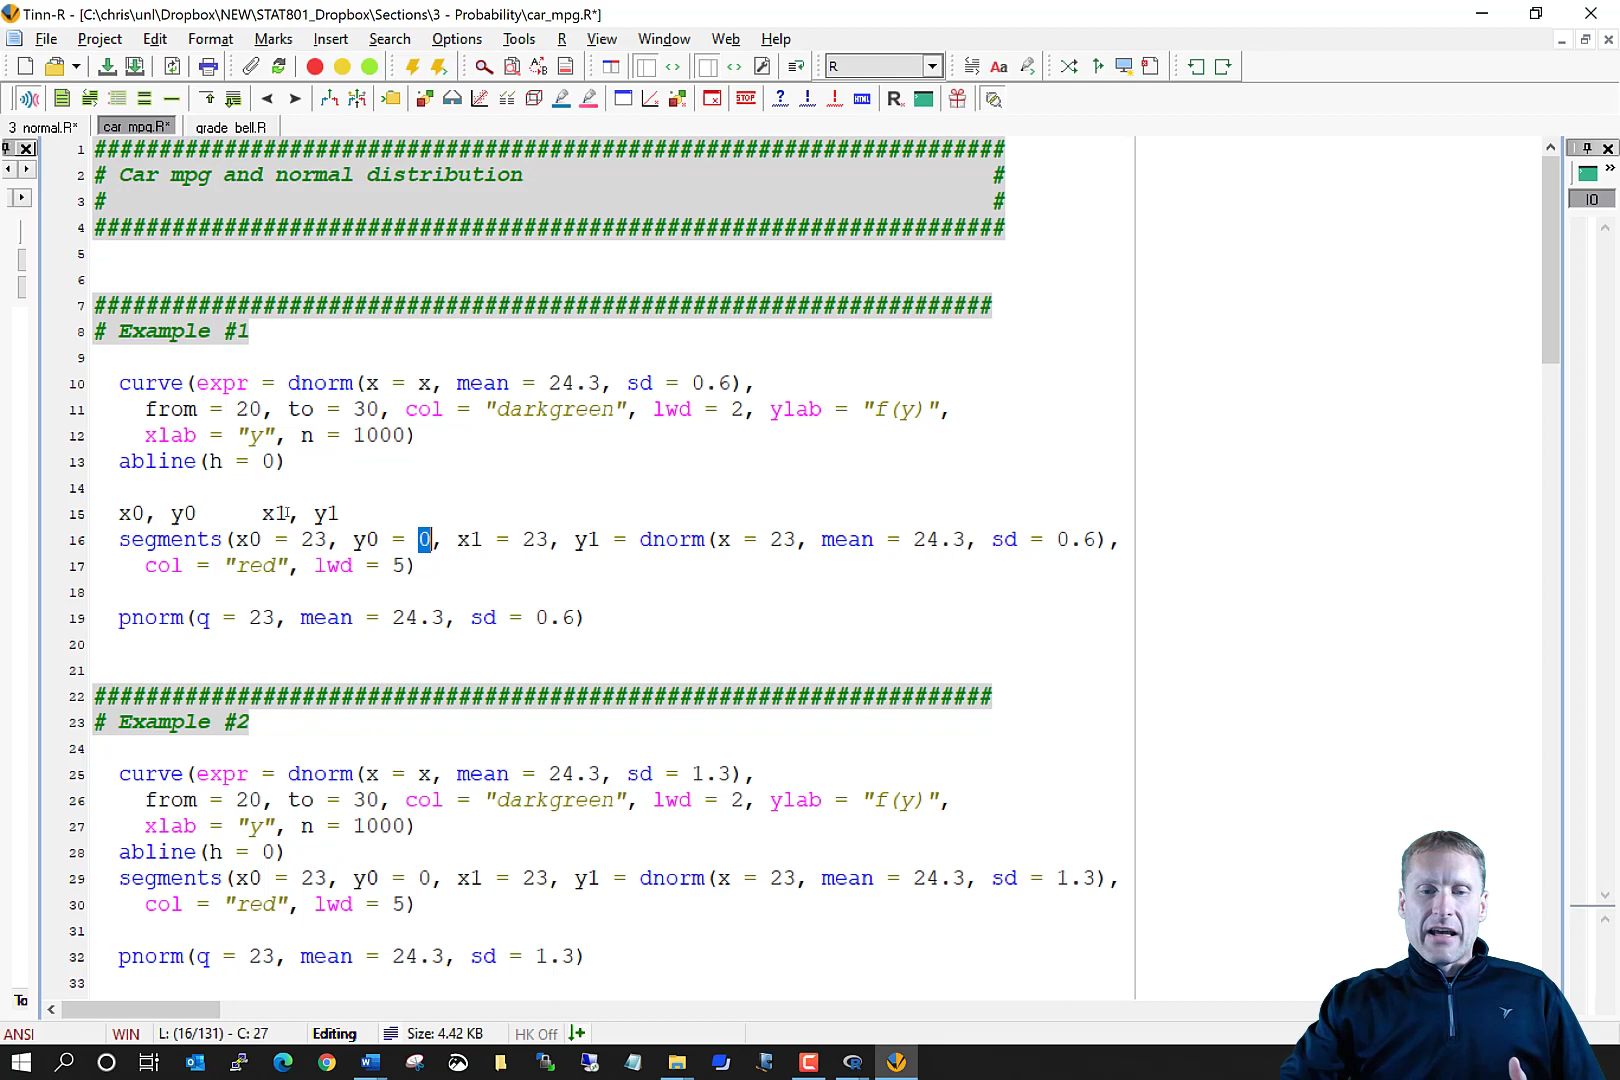 Tinn-R - [C:\chris\unl\Dropbox\NEW\STAT801_Dropbox\Sections\3 - Probability\car_mpg.R*]
File Project Edit Format Marks Insert Search Options Tools R View Window Web Help
R
3_normal.R* car_mpg.R* grade_bell.R
IO
1 ######################################################################
2 # Car mpg and normal distribution #
3 # #
4 ######################################################################
5
6
7 #####################################################################
8 # Example #1
9
10 curve(expr = dnorm(x = x, mean = 24.3, sd = 0.6),
11 from = 20, to = 30, col = "darkgreen", lwd = 2, ylab = "f(y)",
12 xlab = "y", n = 1000)
13 abline(h = 0)
14
15 x0, y0 x1, y1
16 segments(x0 = 23, y0 = 0, x1 = 23, y1 = dnorm(x = 23, mean = 24.3, sd = 0.6),
17 col = "red", lwd = 5)
18
19 pnorm(q = 23, mean = 24.3, sd = 0.6)
20
21
22 #####################################################################
23 # Example #2
24
25 curve(expr = dnorm(x = x, mean = 24.3, sd = 1.3),
26 from = 20, to = 30, col = "darkgreen", lwd = 2, ylab = "f(y)",
27 xlab = "y", n = 1000)
28 abline(h = 0)
29 segments(x0 = 23, y0 = 0, x1 = 23, y1 = dnorm(x = 23, mean = 24.3, sd = 1.3),
30 col = "red", lwd = 5)
31
32 pnorm(q = 23, mean = 24.3, sd = 1.3)
33
To
ANSI WIN L: (16/131) - C: 27 Editing Size: 4.42 KB HK Off